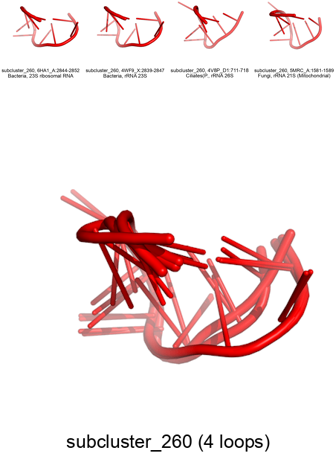 subcluster_260, 6HA1_A:2844-2852
Bacteria, 23S ribosomal RNA
subcluster_260, 4WF9_X:2839-2847
Bacteria, rRNA 23S
subcluster_260, 4V8P_D1:711-718
Ciliates(P., rRNA 26S
subcluster_260, 5MRC_A:1581-1589
Fungi, rRNA 21S (Mitochondrial)
subcluster_260 (4 loops)